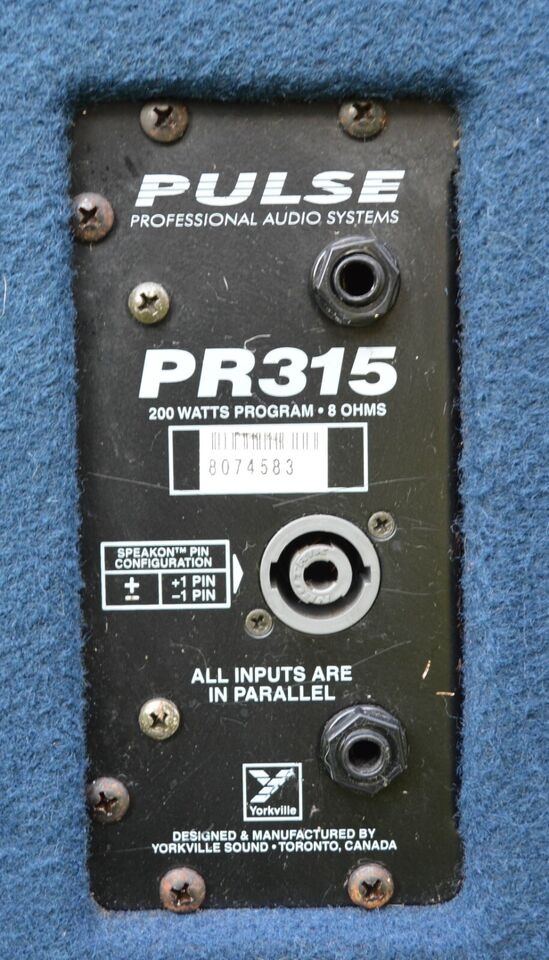 PULSE
PROFESSIONAL AUDIO SYSTEMS
PR315
200 WATTS PROGRAM • 8 OHMS
8074583
SPEAKON™ PIN
CONFIGURATION
+ +1 PIN
− −1 PIN
ALL INPUTS ARE
IN PARALLEL
Yorkville
DESIGNED & MANUFACTURED BY
YORKVILLE SOUND • TORONTO, CANADA